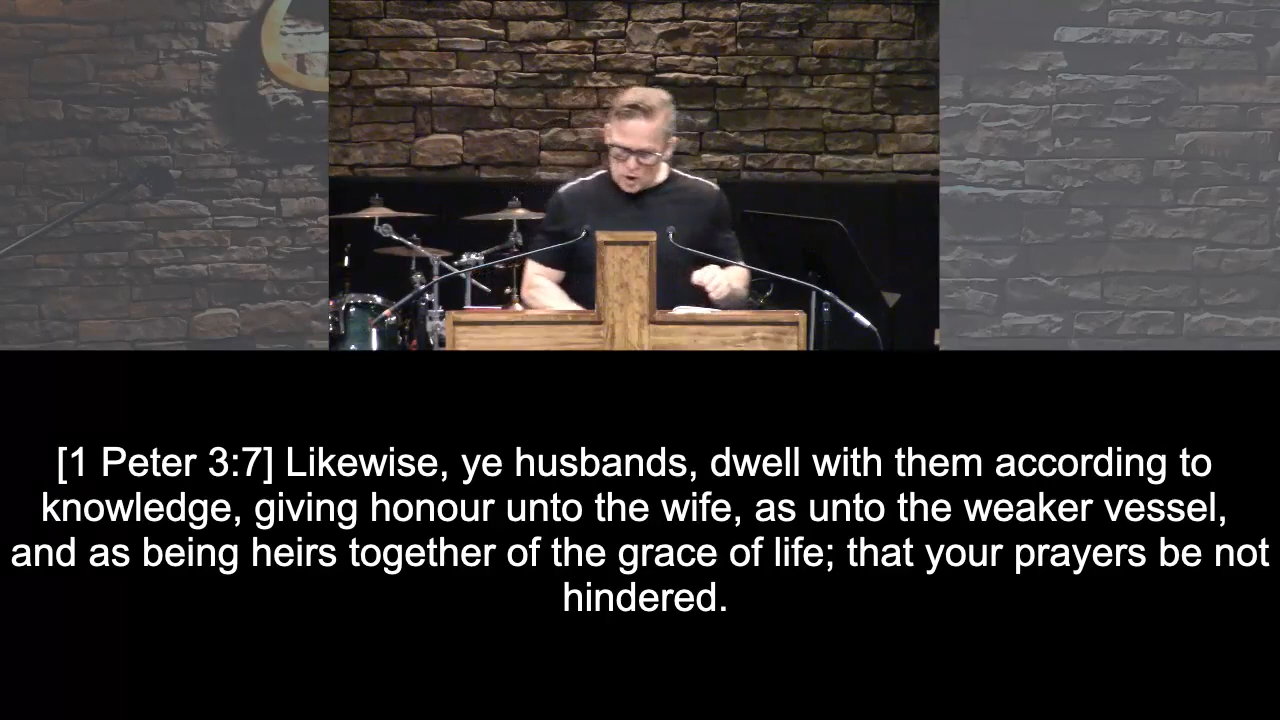 [1 Peter 3:7] Likewise, ye husbands, dwell with them according to
knowledge, giving honour unto the wife, as unto the weaker vessel,
and as being heirs together of the grace of life; that your prayers be not
hindered.